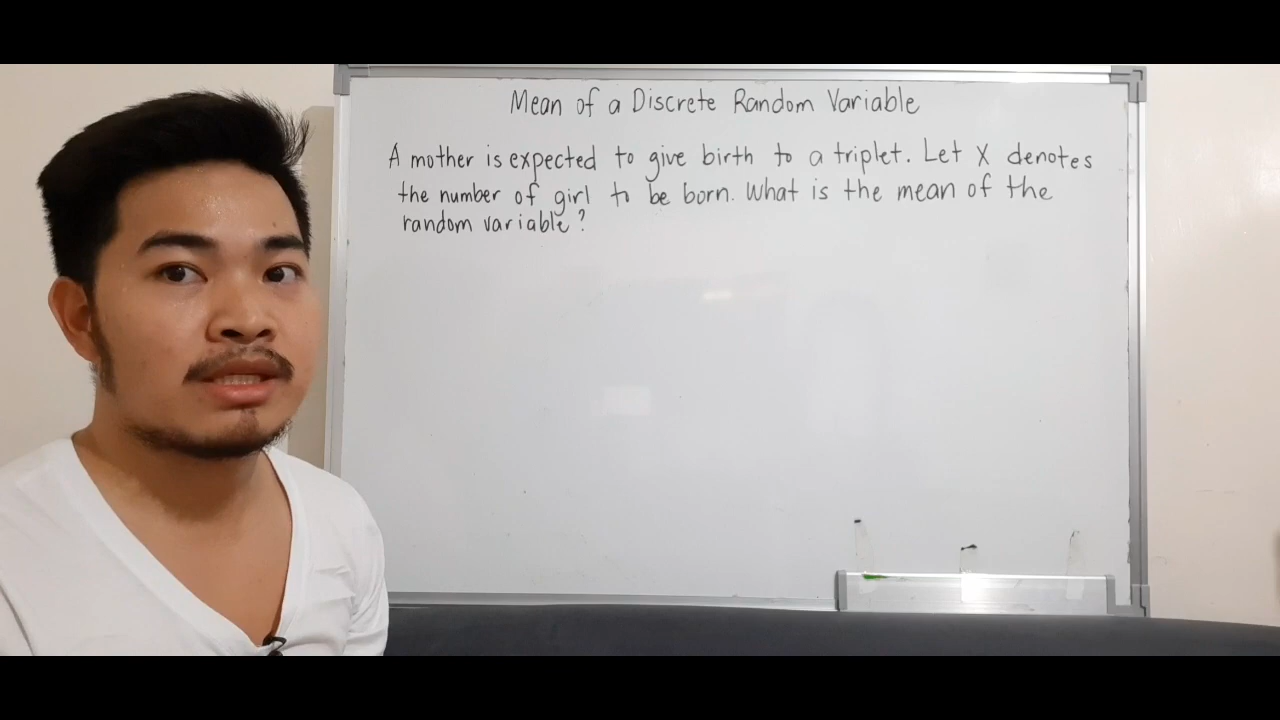 Mean of a Discrete Random Variable
A mother is expected to give birth to a triplet. Let X denotes
the number of girl to be born. What is the mean of the
random variable?